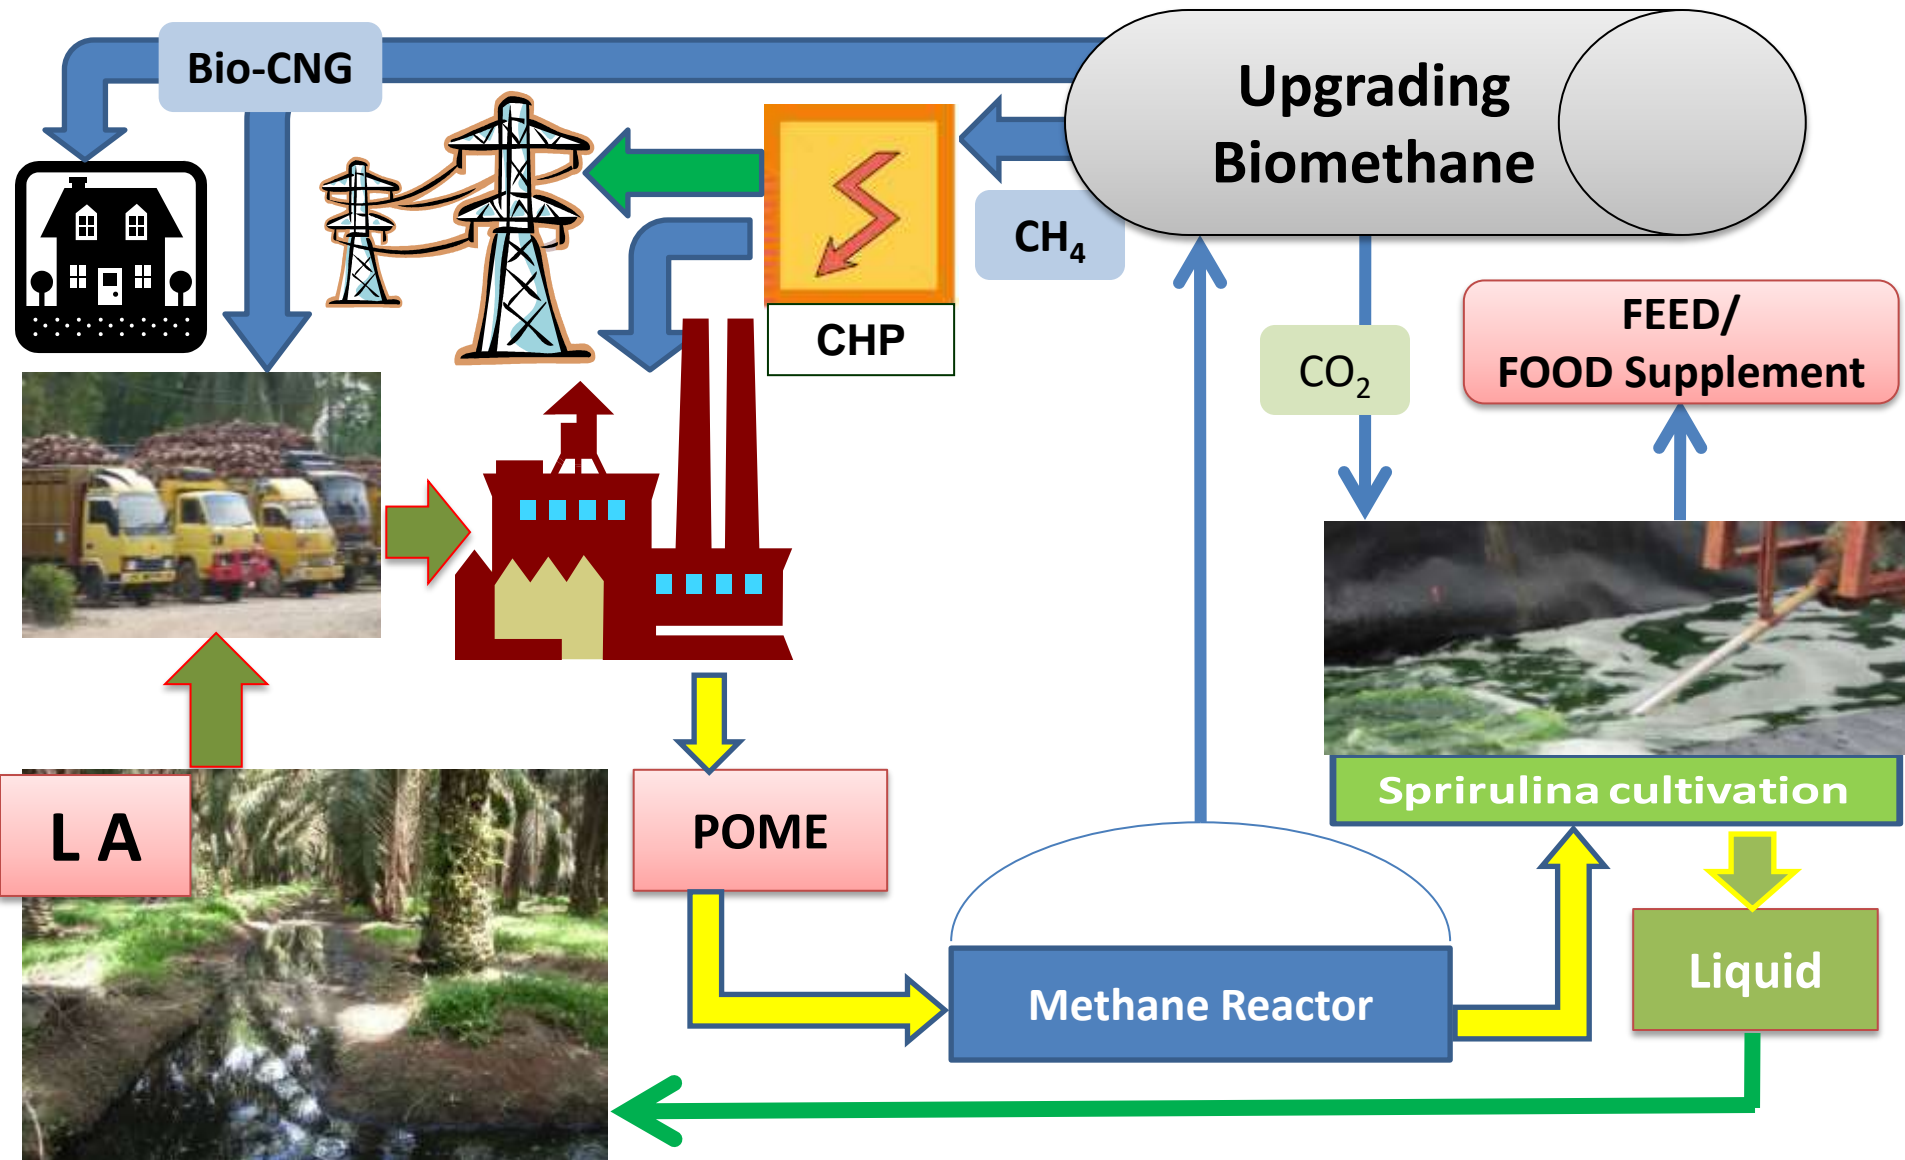 Bio-CNG
Upgrading
Biomethane
CH₄
CHP
CO₂
FEED/
FOOD Supplement
Sprirulina cultivation
L A
POME
Liquid
Methane Reactor